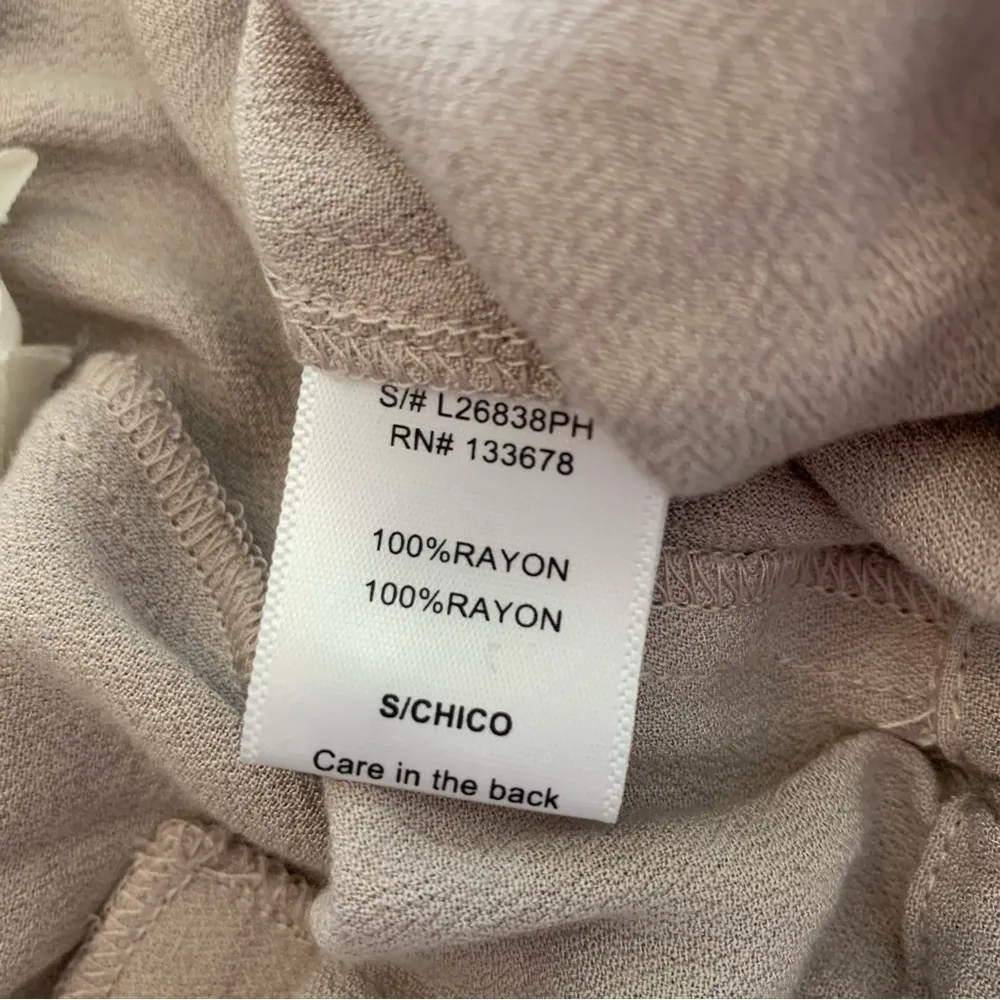 S/# L26838PH
RN# 133678
100%RAYON
100%RAYON
S/CHICO
Care in the back